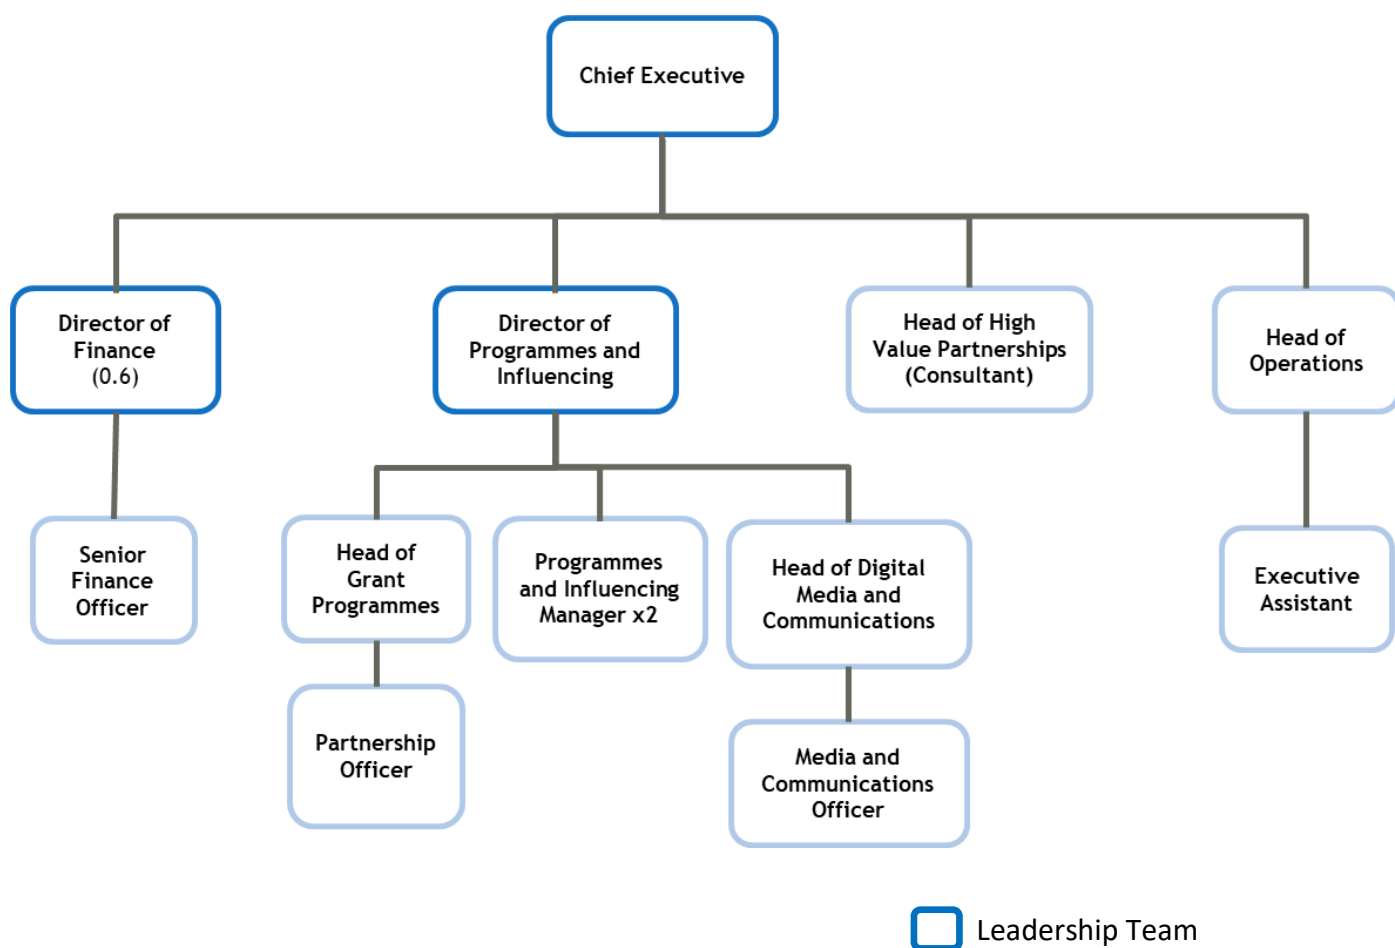 Chief Executive
Director of
Finance
(0.6)
Director of
Programmes and
Influencing
Head of High
Value Partnerships
(Consultant)
Head of
Operations
Senior
Finance
Officer
Head of
Grant
Programmes
Programmes
and Influencing
Manager x2
Head of Digital
Media and
Communications
Executive
Assistant
Partnership
Officer
Media and
Communications
Officer
Leadership Team